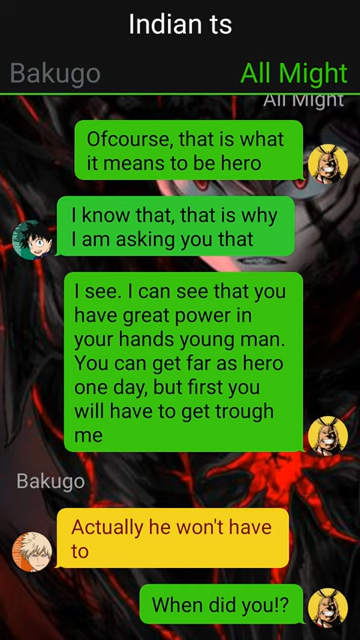 Indian ts
Bakugo
All Might
All Might
Ofcourse, that is what
it means to be hero
I know that, that is why
I am asking you that
I see. I can see that you
have great power in
your hands young man.
You can get far as hero
one day, but first you
will have to get trough
me
Bakugo
Actually he won't have
to
When did you!?